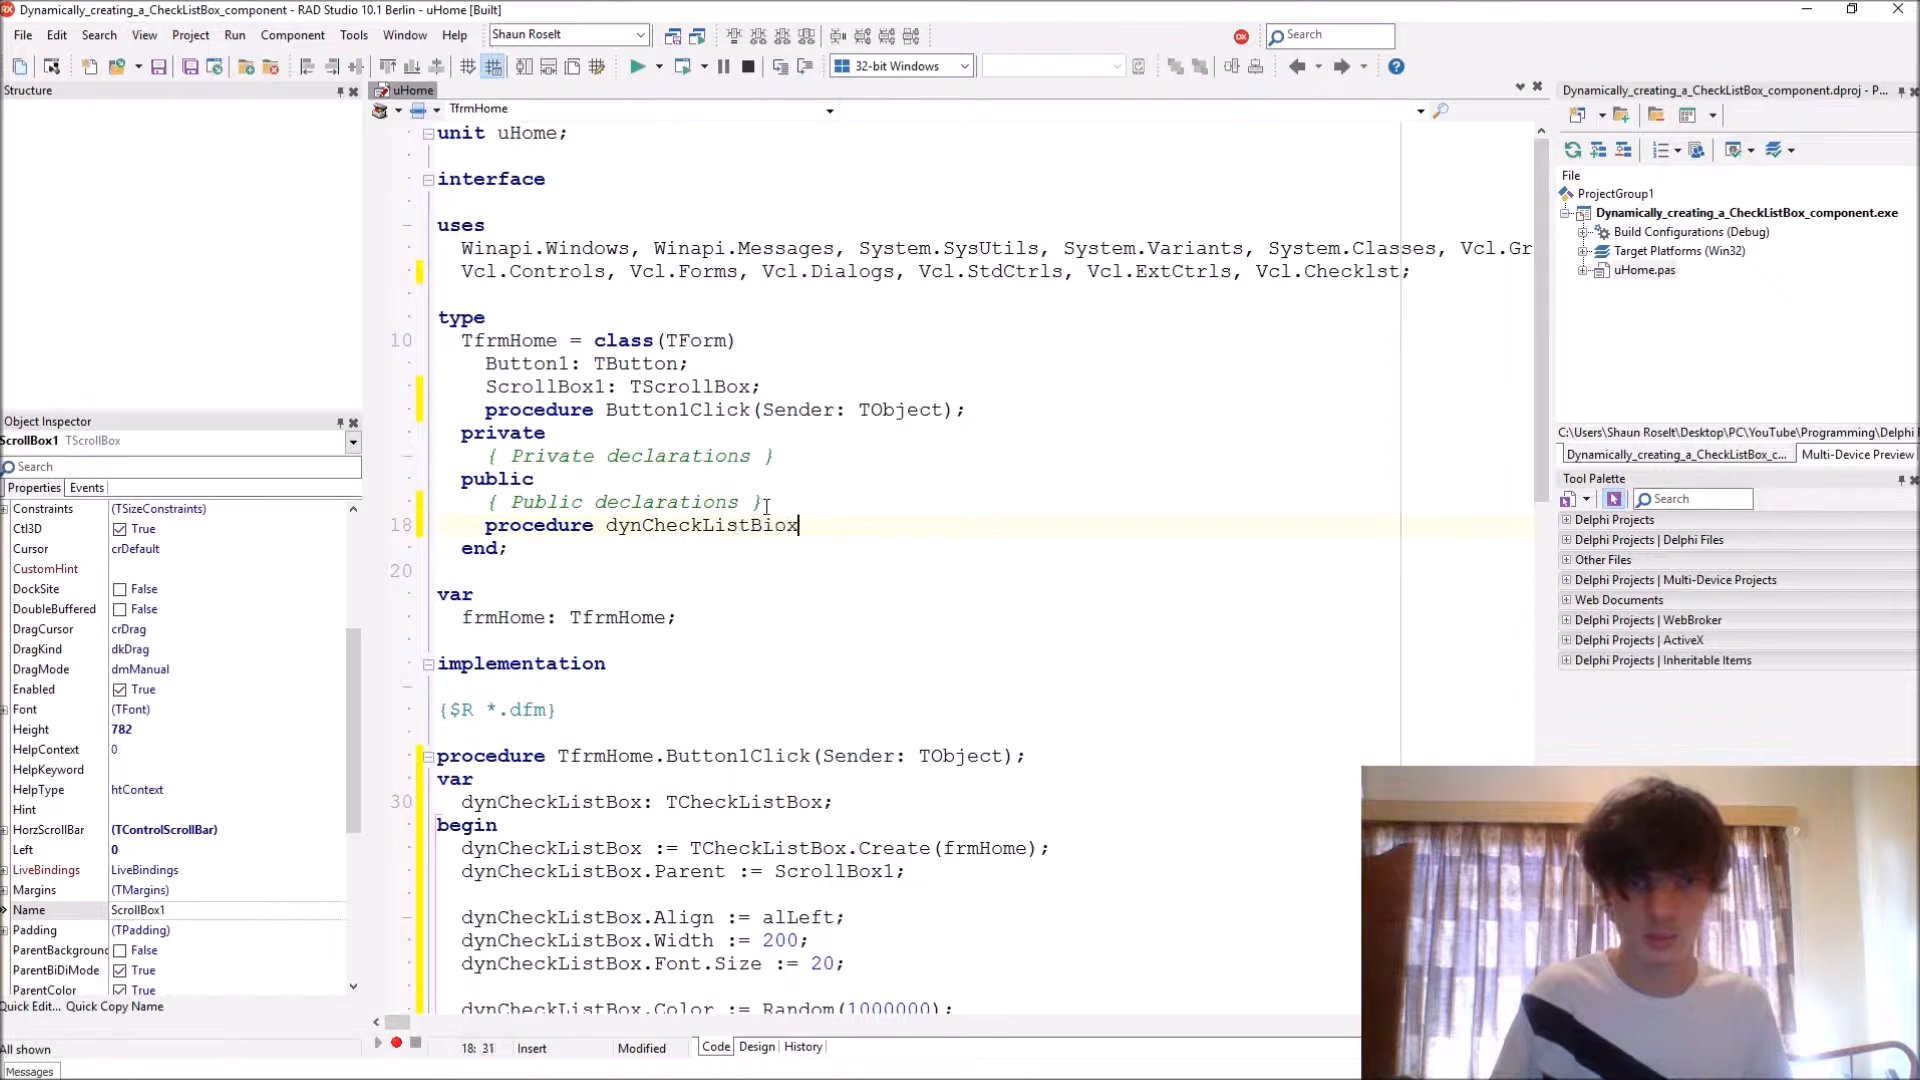 Dynamically_creating_a_CheckListBox_component - RAD Studio 10.1 Berlin - uHome [Built]
File Edit Search View Project Run Component Tools Window Help Shaun Roselt Search
32-bit Windows
Structure
uHome
TfrmHome
unit uHome;
interface
uses
Winapi.Windows, Winapi.Messages, System.SysUtils, System.Variants, System.Classes, Vcl.Gr
Vcl.Controls, Vcl.Forms, Vcl.Dialogs, Vcl.StdCtrls, Vcl.ExtCtrls, Vcl.Checklst;
type
10 TfrmHome = class(TForm)
Button1: TButton;
ScrollBox1: TScrollBox;
procedure Button1Click(Sender: TObject);
private
{ Private declarations }
public
{ Public declarations }
18 procedure dynCheckListBiox
end;
20
var
frmHome: TfrmHome;
implementation
{$R *.dfm}
procedure TfrmHome.Button1Click(Sender: TObject);
var
30 dynCheckListBox: TCheckListBox;
begin
dynCheckListBox := TCheckListBox.Create(frmHome);
dynCheckListBox.Parent := ScrollBox1;
dynCheckListBox.Align := alLeft;
dynCheckListBox.Width := 200;
dynCheckListBox.Font.Size := 20;
dynCheckListBox.Color := Random(1000000);
18: 31 Insert Modified Code Design History
Object Inspector
ScrollBox1 TScrollBox
Search
Properties Events
Constraints (TSizeConstraints)
Ctl3D True
Cursor crDefault
CustomHint
DockSite False
DoubleBuffered False
DragCursor crDrag
DragKind dkDrag
DragMode dmManual
Enabled True
Font (TFont)
Height 782
HelpContext 0
HelpKeyword
HelpType htContext
Hint
HorzScrollBar (TControlScrollBar)
Left 0
LiveBindings LiveBindings
Margins (TMargins)
Name ScrollBox1
Padding (TPadding)
ParentBackground False
ParentBiDiMode True
ParentColor True
Quick Edit... Quick Copy Name
All shown
Messages
Dynamically_creating_a_CheckListBox_component.dproj - P...
File
ProjectGroup1
Dynamically_creating_a_CheckListBox_component.exe
Build Configurations (Debug)
Target Platforms (Win32)
uHome.pas
C:\Users\Shaun Roselt\Desktop\PC\YouTube\Programming\Delphi
Dynamically_creating_a_CheckListBox_c... Multi-Device Preview
Tool Palette
Search
Delphi Projects
Delphi Projects | Delphi Files
Other Files
Delphi Projects | Multi-Device Projects
Web Documents
Delphi Projects | WebBroker
Delphi Projects | ActiveX
Delphi Projects | Inheritable Items